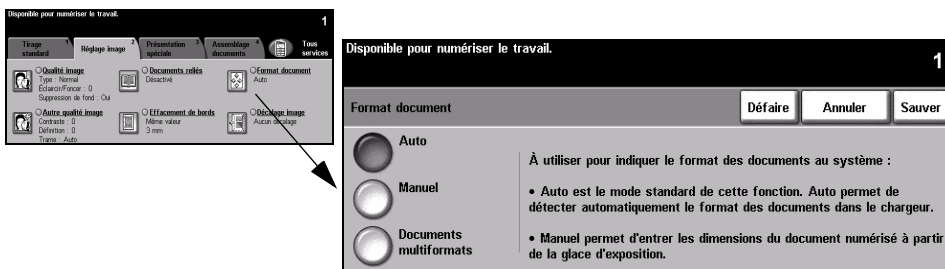 Disponible pour numériser le travail.
1
Tirage standard 1
Réglage image 2
Présentation spéciale 3
Assemblage documents 4
Tous services
Qualité image
Type : Normal
Éclaircir/Foncer : 0
Suppression de fond : Oui
Documents reliés
Désactivé
Format document
Auto
Autre qualité image
Contraste : 0
Définition : 0
Trame : Auto
Effacement de bords
Même valeur
3 mm
Décalage image
Aucun décalage
Disponible pour numériser le travail.
1
Format document
Défaire
Annuler
Sauver
Auto
Manuel
Documents
multiformats
À utiliser pour indiquer le format des documents au système :
• Auto est le mode standard de cette fonction. Auto permet de
détecter automatiquement le format des documents dans le chargeur.
• Manuel permet d'entrer les dimensions du document numérisé à partir
de la glace d'exposition.